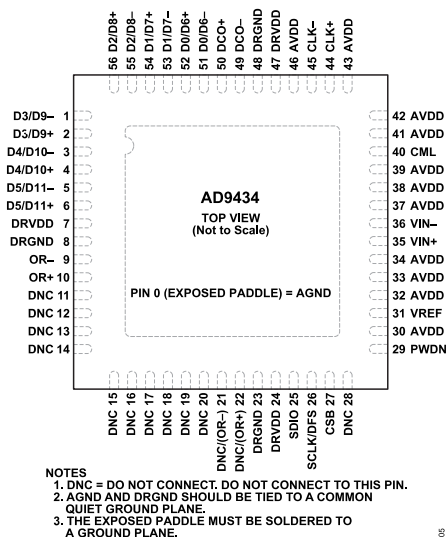 56 D2/D8+
55 D2/D8–
54 D1/D7+
53 D1/D7–
52 D0/D6+
51 D0/D6–
50 DCO+
49 DCO–
48 DRGND
47 DRVDD
46 AVDD
45 CLK–
44 CLK+
43 AVDD
D3/D9– 1
D3/D9+ 2
D4/D10– 3
D4/D10+ 4
D5/D11– 5
D5/D11+ 6
DRVDD 7
DRGND 8
OR– 9
OR+ 10
DNC 11
DNC 12
DNC 13
DNC 14
AD9434
TOP VIEW
(Not to Scale)
PIN 0 (EXPOSED PADDLE) = AGND
42 AVDD
41 AVDD
40 CML
39 AVDD
38 AVDD
37 AVDD
36 VIN–
35 VIN+
34 AVDD
33 AVDD
32 AVDD
31 VREF
30 AVDD
29 PWDN
DNC 15
DNC 16
DNC 17
DNC 18
DNC 19
DNC 20
DNC/(OR–) 21
DNC/(OR+) 22
DRGND 23
DRVDD 24
SDIO 25
SCLK/DFS 26
CSB 27
DNC 28
NOTES
1. DNC = DO NOT CONNECT. DO NOT CONNECT TO THIS PIN.
2. AGND AND DRGND SHOULD BE TIED TO A COMMON
QUIET GROUND PLANE.
3. THE EXPOSED PADDLE MUST BE SOLDERED TO
A GROUND PLANE.